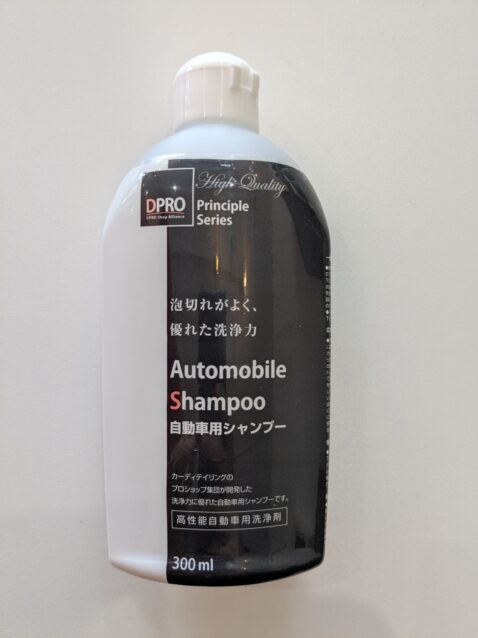 High Quality
DPRO
DPRO Shop Alliance
Principle
Series
泡切れがよく、
優れた洗浄力
Automobile
Shampoo
自動車用シャンプー
カーディテイリングの
プロショップ集団が開発した
洗浄力に優れた自動車用シャンプーです。
高性能自動車用洗浄剤
300ml